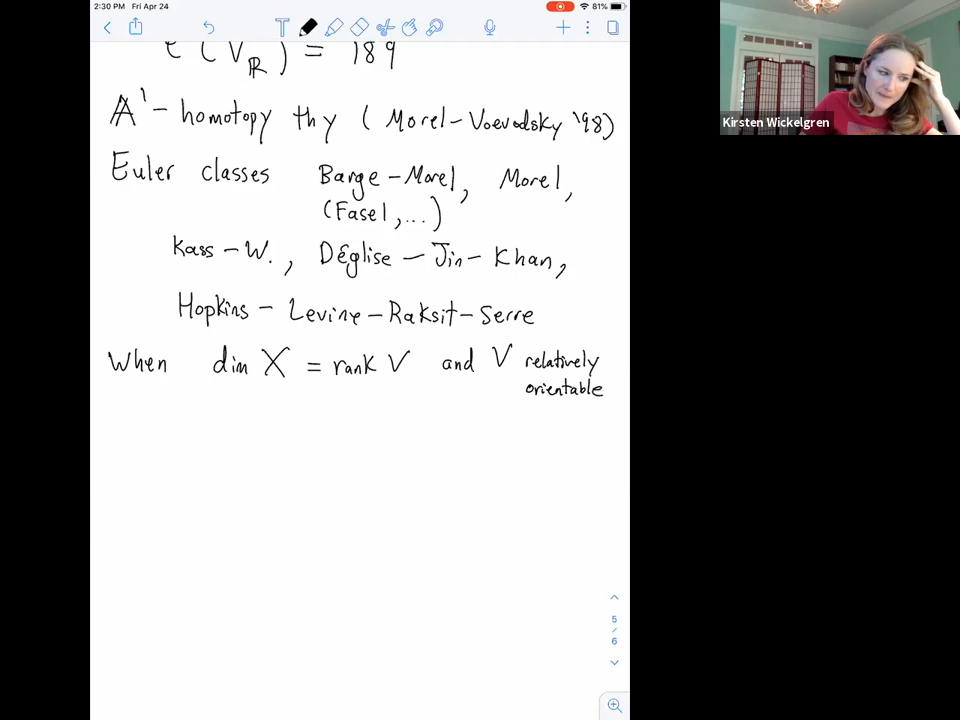 2:30 PM Fri Apr 24
81%
e(V_ℝ) = 189
A¹-homotopy thy (Morel-Voevodsky '98)
Euler classes Barge-Morel, Morel,
(Fasel,...)
Kass-W., Déglise-Jin-Khan,
Hopkins-Levine-Raksit-Serre
When dim X = rank V and V relatively
orientable
5
/
6
Kirsten Wickelgren